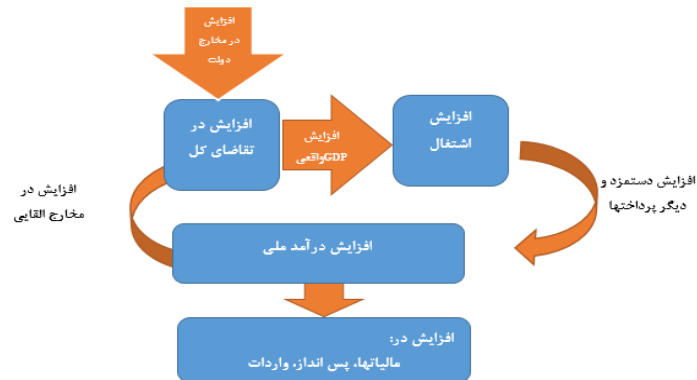 افزایش
در مخارج
دولت
افزایش در
تقاضای کل
افزایش
GDPواقعی
افزایش
اشتغال
افزایش دستمزد و
دیگر پرداختها
افزایش در
مخارج القایی
افزایش درآمد ملی
افزایش در:
مالیاتها، پس انداز، واردات